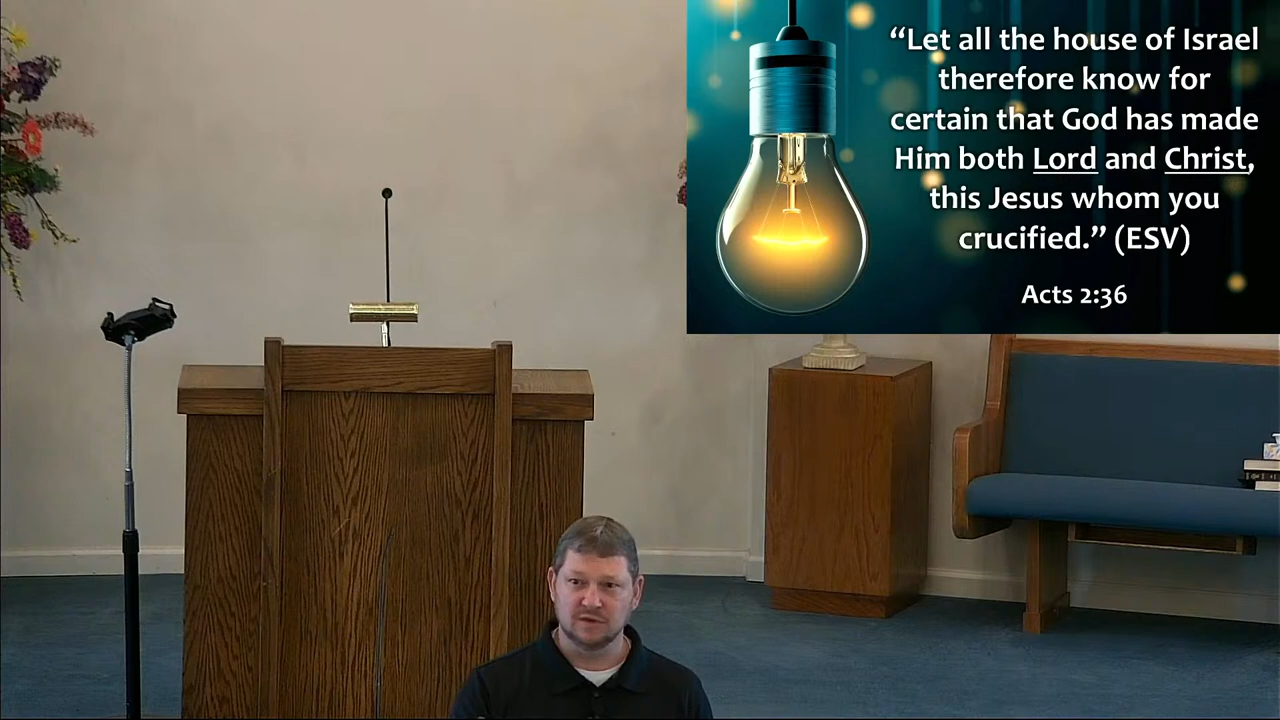 “Let all the house of Israel
therefore know for
certain that God has made
Him both Lord and Christ,
this Jesus whom you
crucified.” (ESV)
Acts 2:36